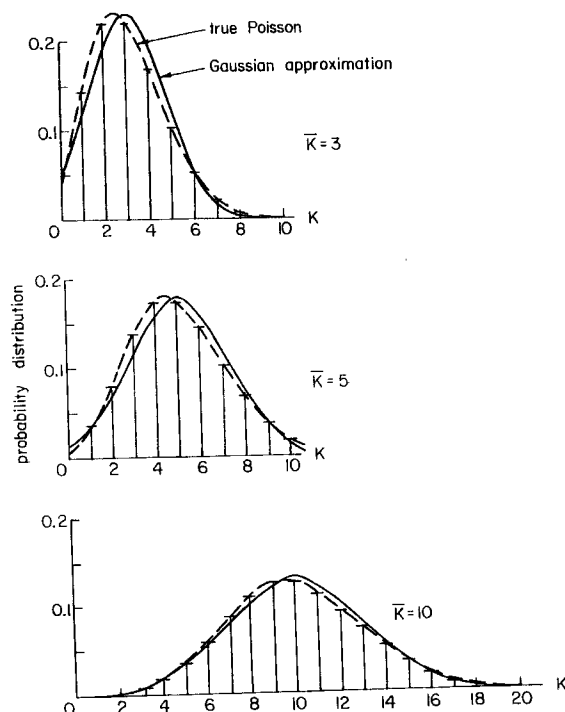 0.2
true Poisson
Gaussian approximation
0.1
K̅ = 3
0 2 4 6 8 10 K
probability distribution
0.2
0.1
K̅ = 5
0 2 4 6 8 10 K
0.2
0.1
K̅ = 10
0 2 4 6 8 10 12 14 16 18 20 K